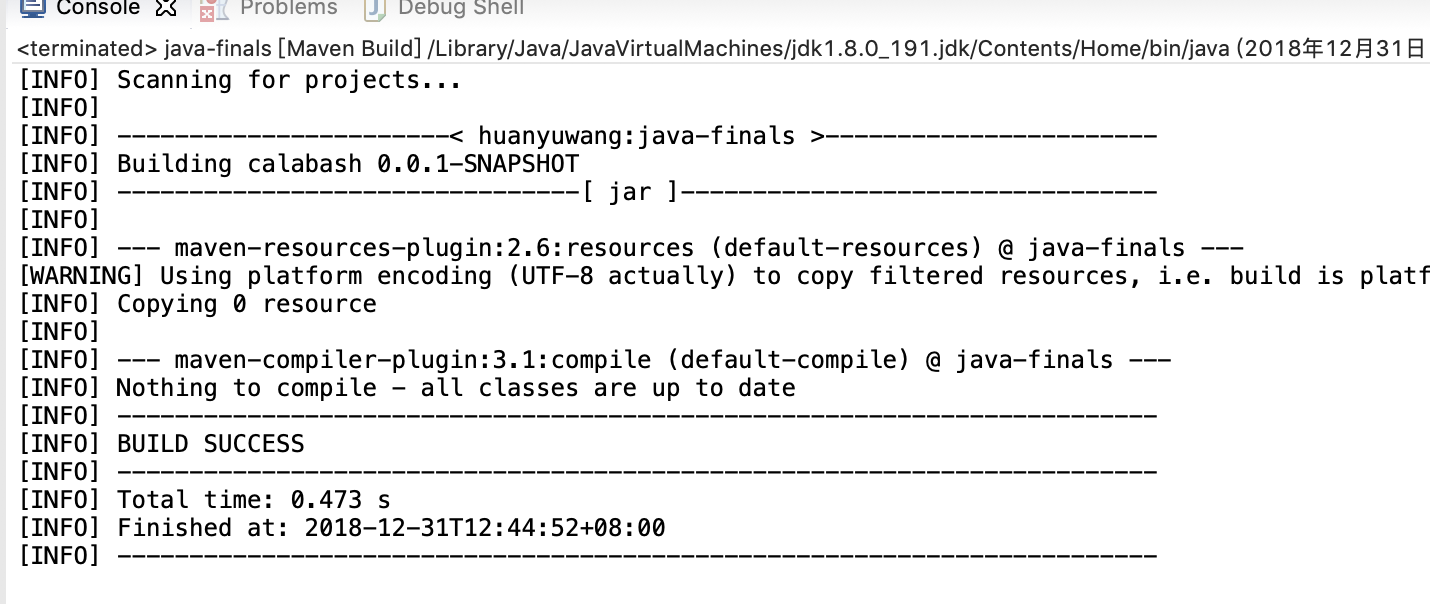 Console Problems Debug Shell
<terminated> java-finals [Maven Build] /Library/Java/JavaVirtualMachines/jdk1.8.0_191.jdk/Contents/Home/bin/java (2018年12月31日
[INFO] Scanning for projects...
[INFO]
[INFO] -----------------------< huanyuwang:java-finals >-----------------------
[INFO] Building calabash 0.0.1-SNAPSHOT
[INFO] --------------------------------[ jar ]---------------------------------
[INFO]
[INFO] --- maven-resources-plugin:2.6:resources (default-resources) @ java-finals ---
[WARNING] Using platform encoding (UTF-8 actually) to copy filtered resources, i.e. build is platf
[INFO] Copying 0 resource
[INFO]
[INFO] --- maven-compiler-plugin:3.1:compile (default-compile) @ java-finals ---
[INFO] Nothing to compile - all classes are up to date
[INFO] ------------------------------------------------------------------------
[INFO] BUILD SUCCESS
[INFO] ------------------------------------------------------------------------
[INFO] Total time: 0.473 s
[INFO] Finished at: 2018-12-31T12:44:52+08:00
[INFO] ------------------------------------------------------------------------